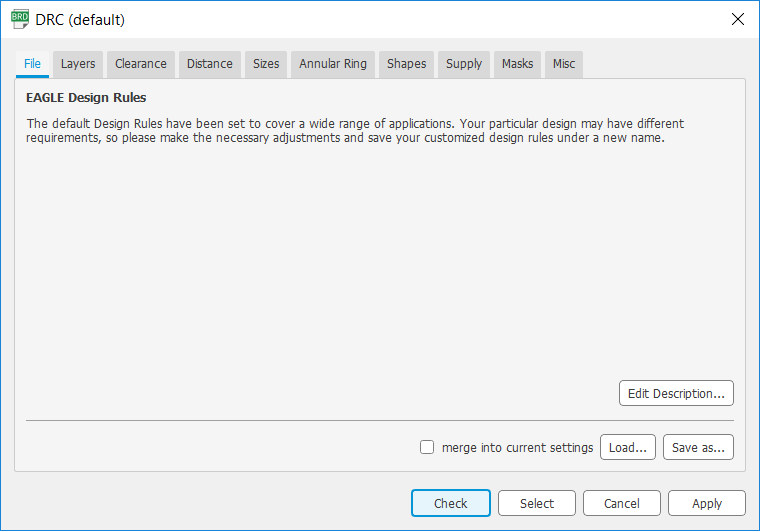 BRD DRC (default)
File Layers Clearance Distance Sizes Annular Ring Shapes Supply Masks Misc
EAGLE Design Rules
The default Design Rules have been set to cover a wide range of applications. Your particular design may have different
requirements, so please make the necessary adjustments and save your customized design rules under a new name.
Edit Description...
merge into current settings Load... Save as...
Check Select Cancel Apply